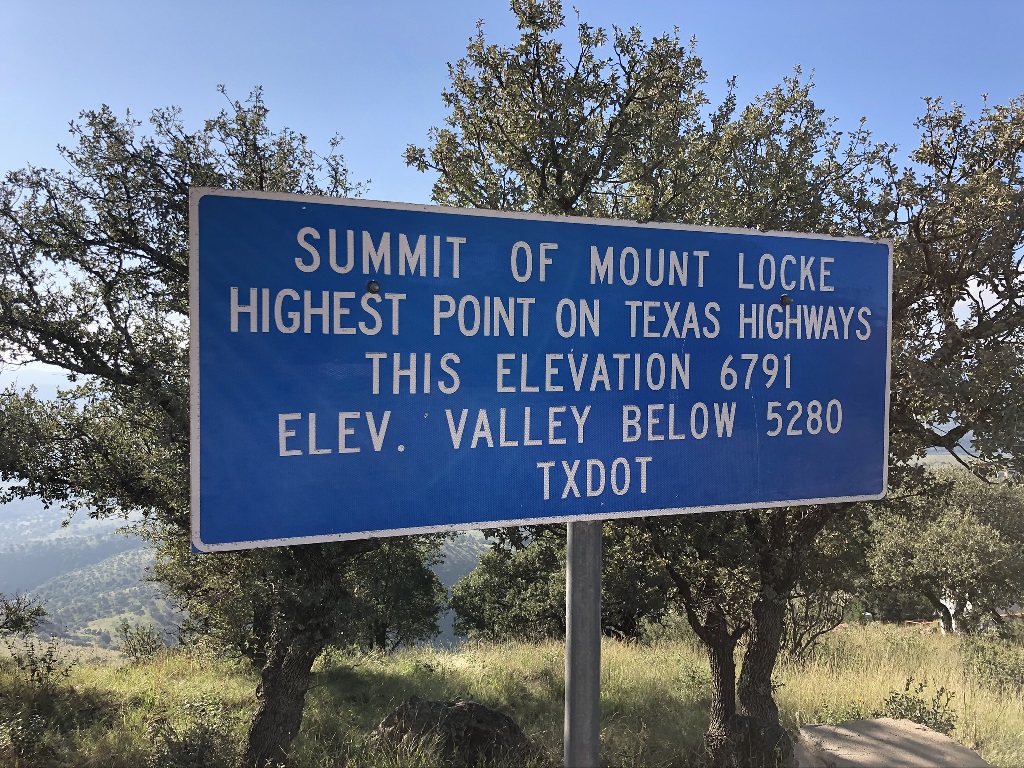 SUMMIT OF MOUNT LOCKE
HIGHEST POINT ON TEXAS HIGHWAYS
THIS ELEVATION 6791
ELEV. VALLEY BELOW 5280
TXDOT